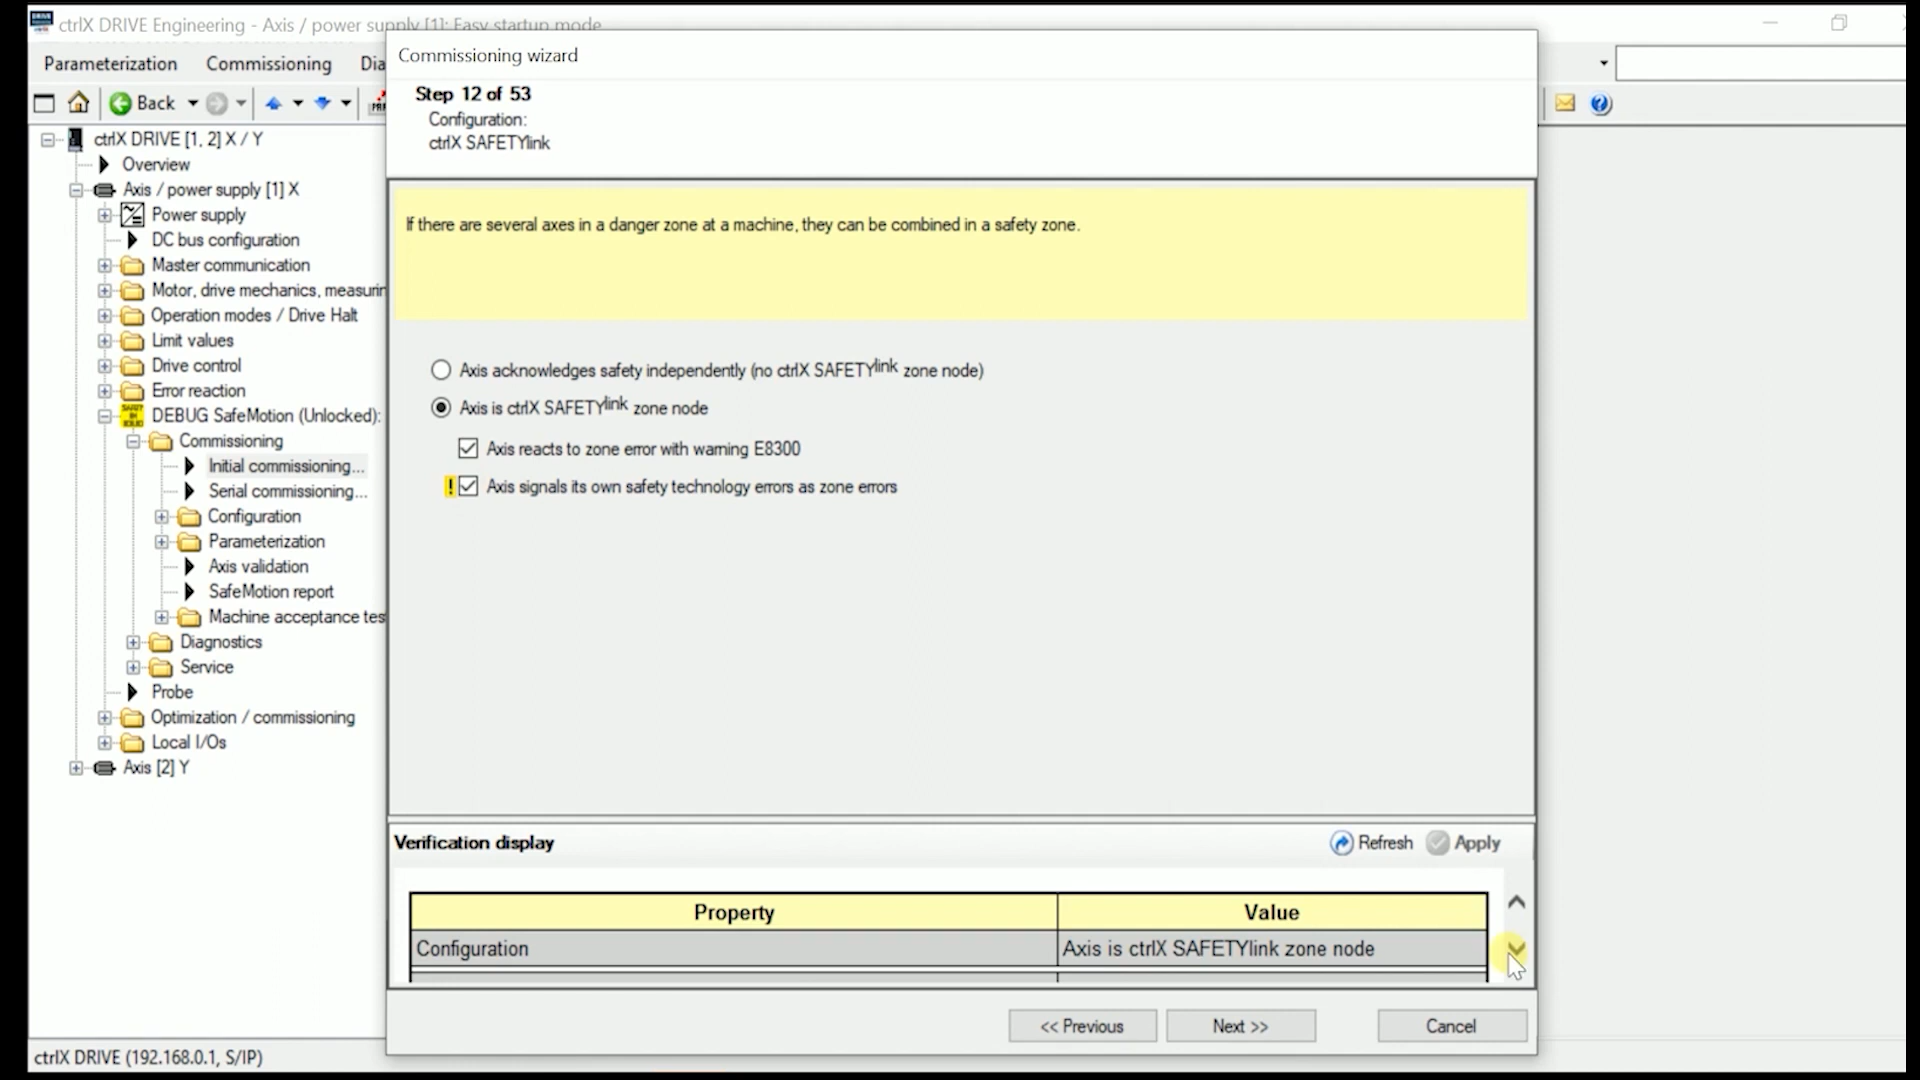 ctrlX DRIVE Engineering - Axis / power supply [1]: Easy startup mode
Parameterization Commissioning Dia
Back
ctrlX DRIVE [1, 2] X / Y
Overview
Axis / power supply [1] X
Power supply
DC bus configuration
Master communication
Motor, drive mechanics, measurin
Operation modes / Drive Halt
Limit values
Drive control
Error reaction
DEBUG SafeMotion (Unlocked):
Commissioning
Initial commissioning...
Serial commissioning...
Configuration
Parameterization
Axis validation
SafeMotion report
Machine acceptance tes
Diagnostics
Service
Probe
Optimization / commissioning
Local I/Os
Axis [2] Y
ctrlX DRIVE (192.168.0.1, S/IP)
Commissioning wizard
Step 12 of 53
Configuration:
ctrlX SAFETYlink
If there are several axes in a danger zone at a machine, they can be combined in a safety zone.
Axis acknowledges safety independently (no ctrlX SAFETYlink zone node)
Axis is ctrlX SAFETYlink zone node
Axis reacts to zone error with warning E8300
! Axis signals its own safety technology errors as zone errors
Verification display Refresh Apply
Property Value
Configuration Axis is ctrlX SAFETYlink zone node
<< Previous Next >> Cancel